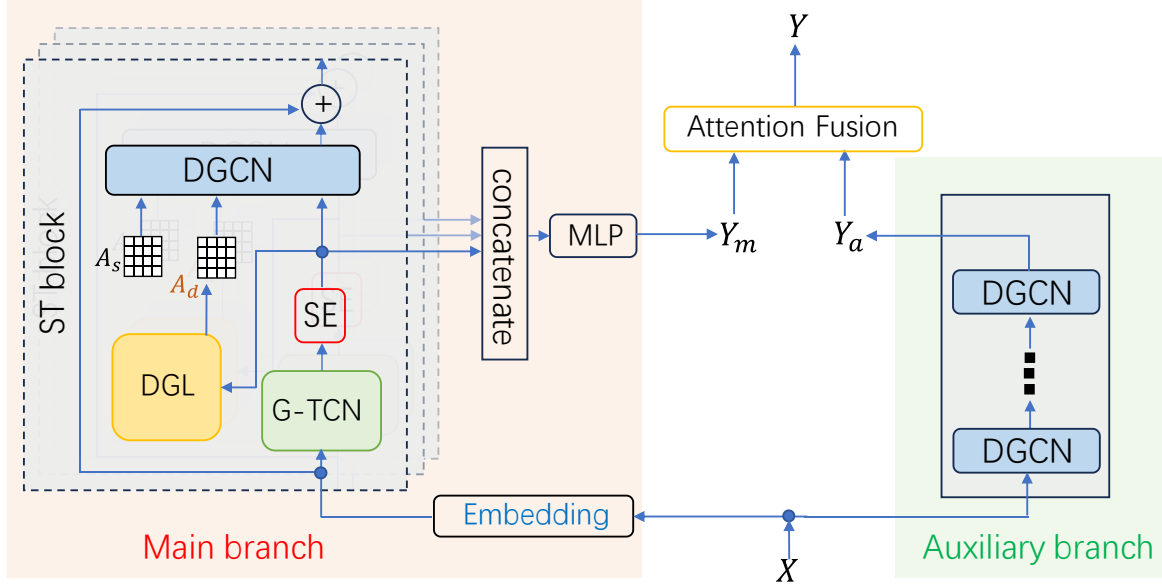 Y
Attention Fusion
+
DGCN
ST block
A_s
A_d
SE
DGL
G-TCN
concatenate
MLP
Y_m
Y_a
DGCN
DGCN
Embedding
X
Main branch
Auxiliary branch